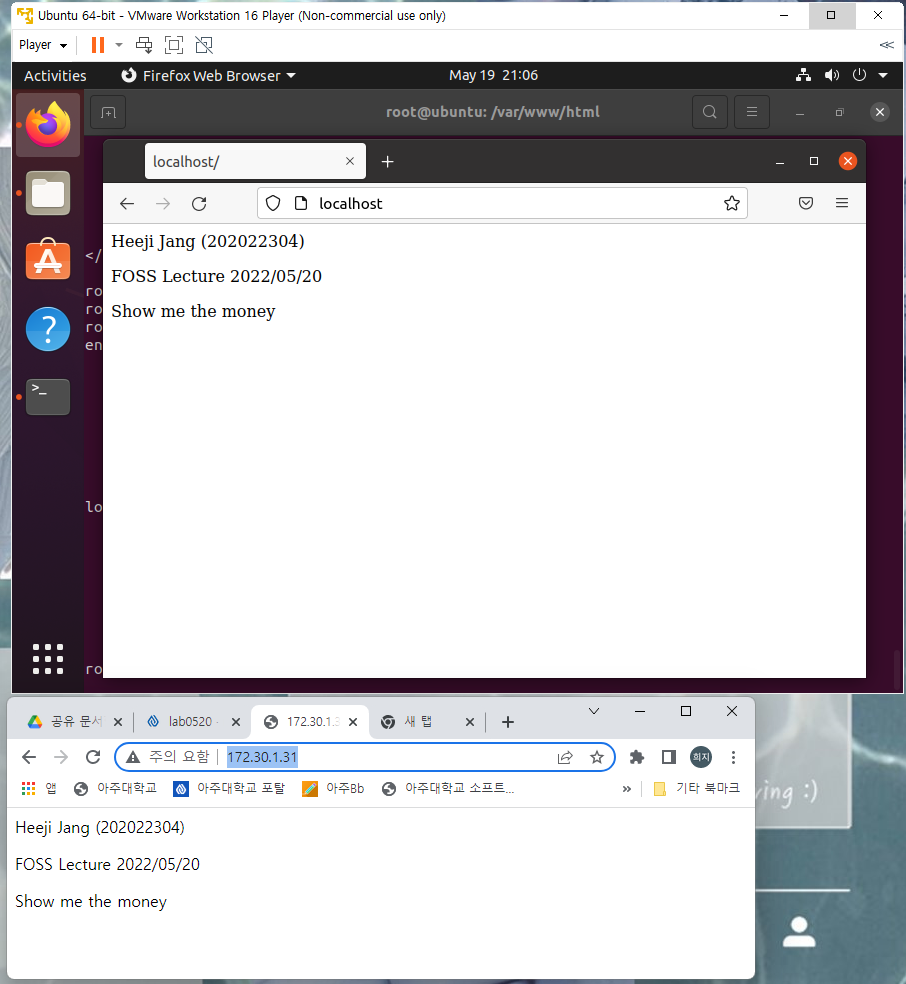 Ubuntu 64-bit - VMware Workstation 16 Player (Non-commercial use only)
Player
Activities
Firefox Web Browser
May 19 21:06
root@ubuntu: /var/www/html
localhost/
localhost
Heeji Jang (202022304)
FOSS Lecture 2022/05/20
Show me the money
</
ro
ro
ro
en
lo
ro
공유 문서
lab0520 -
172.30.1.3
새 탭
주의 요함
172.30.1.31
희지
앱
아주대학교
아주대학교 포탈
아주Bb
아주대학교 소프트...
»
기타 북마크
Heeji Jang (202022304)
FOSS Lecture 2022/05/20
Show me the money
ving :)